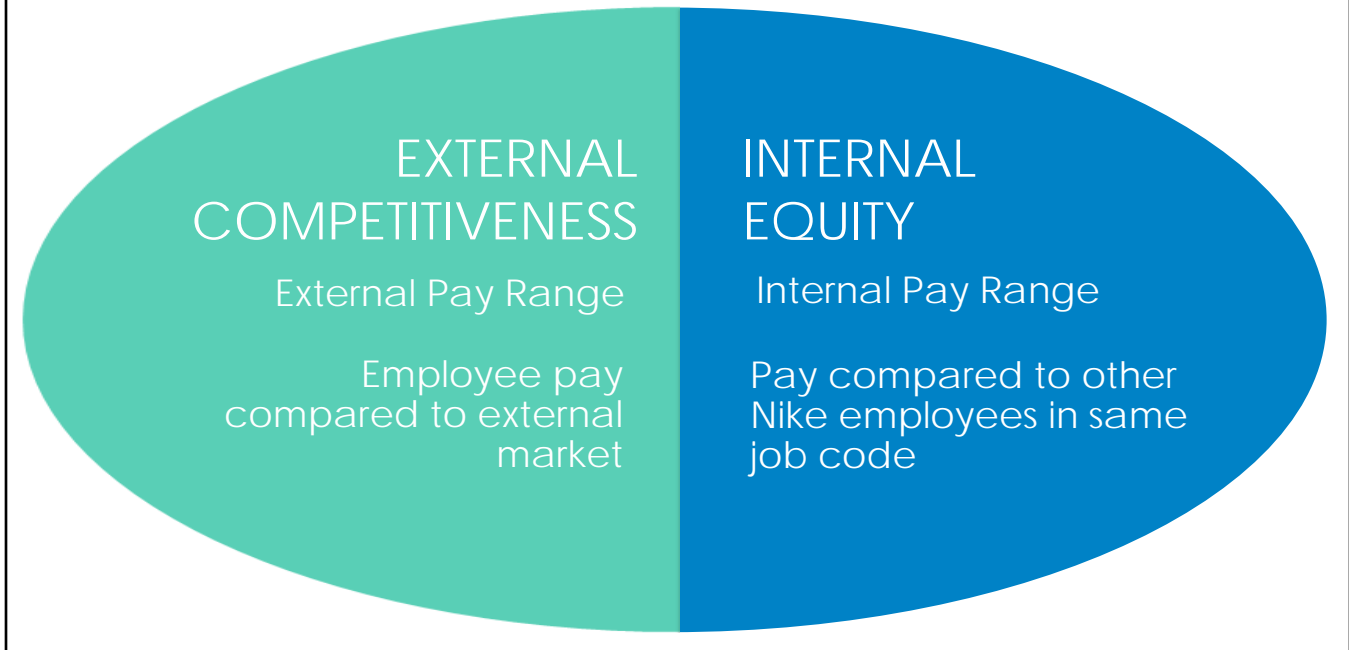 EXTERNAL
COMPETITIVENESS
External Pay Range
Employee pay
compared to external
market
INTERNAL
EQUITY
Internal Pay Range
Pay compared to other
Nike employees in same
job code